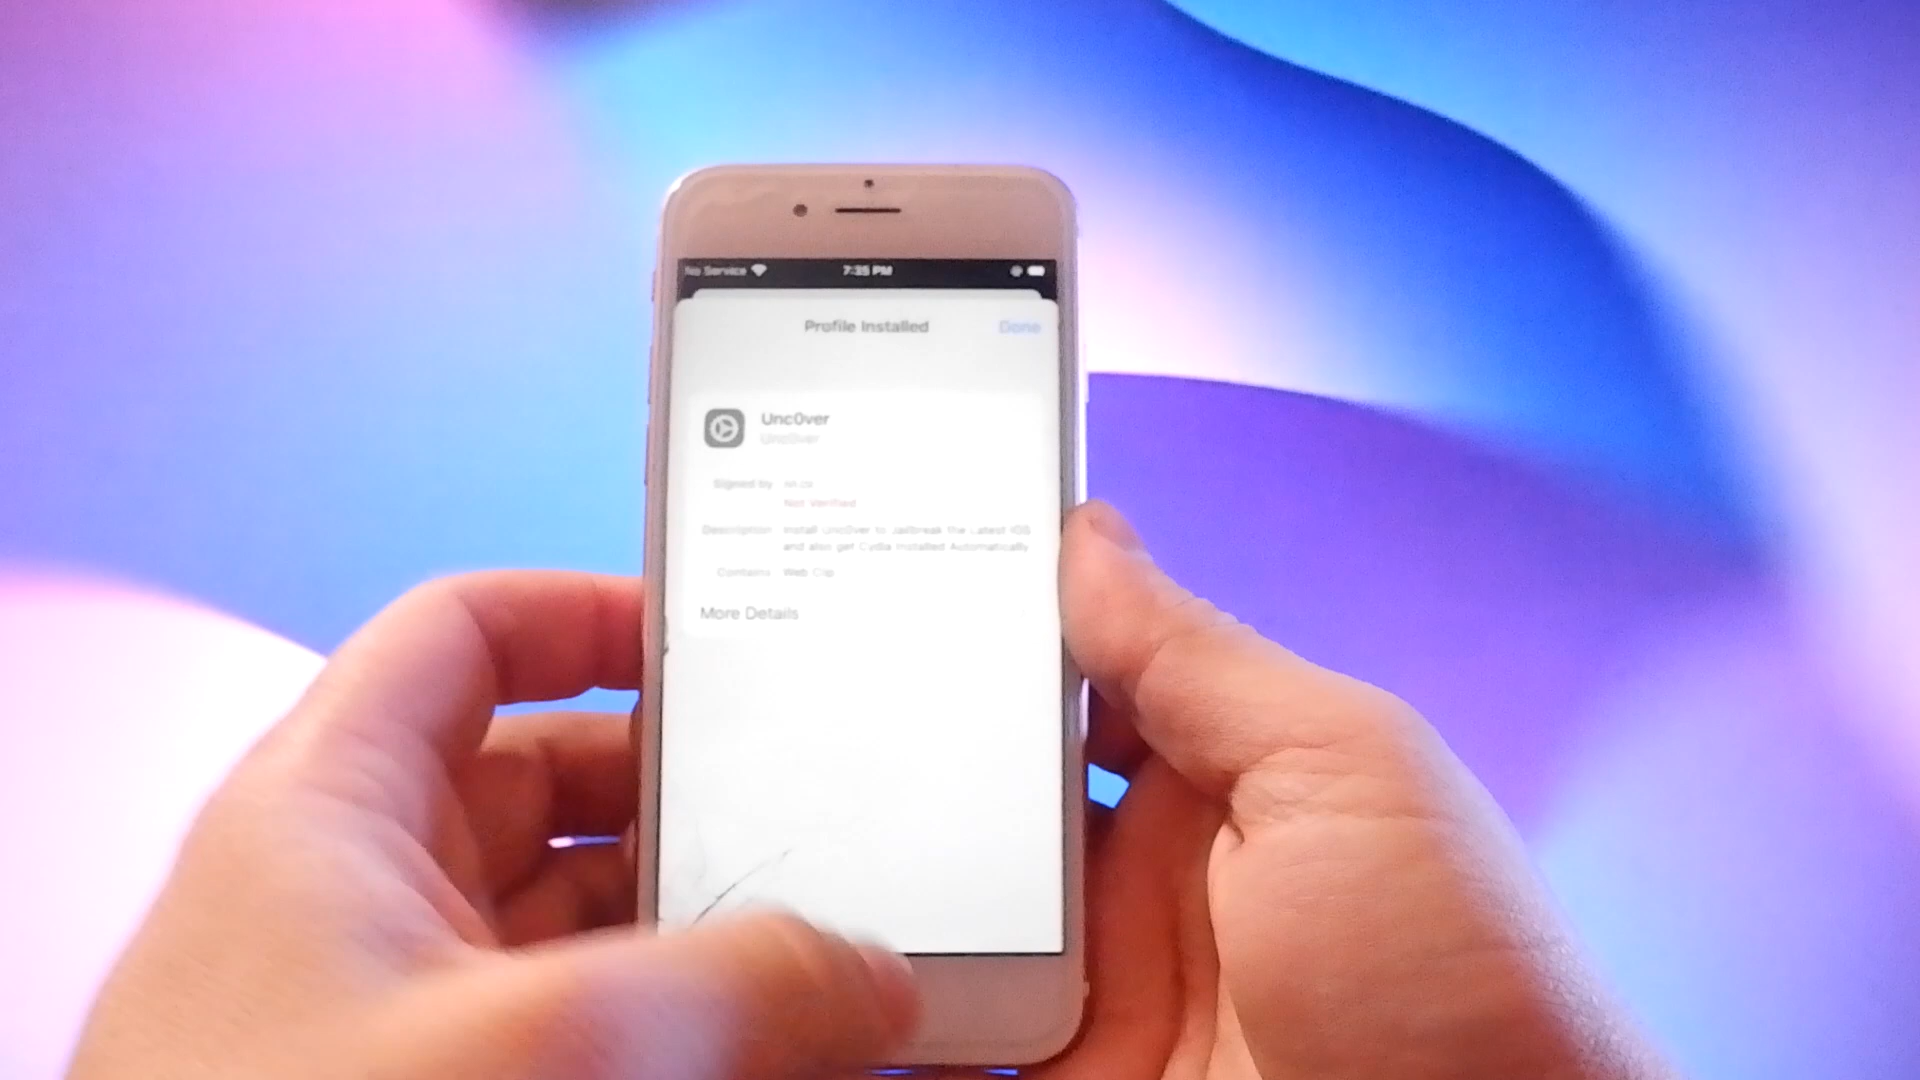 No Service 7:35 PM
Profile Installed Done
Unc0ver
Unc0ver
Signed by
Not Verified
Description Install Unc0ver to Jailbreak the Latest iOS
and also get Cydia Installed Automatically
Contains Web Clip
More Details